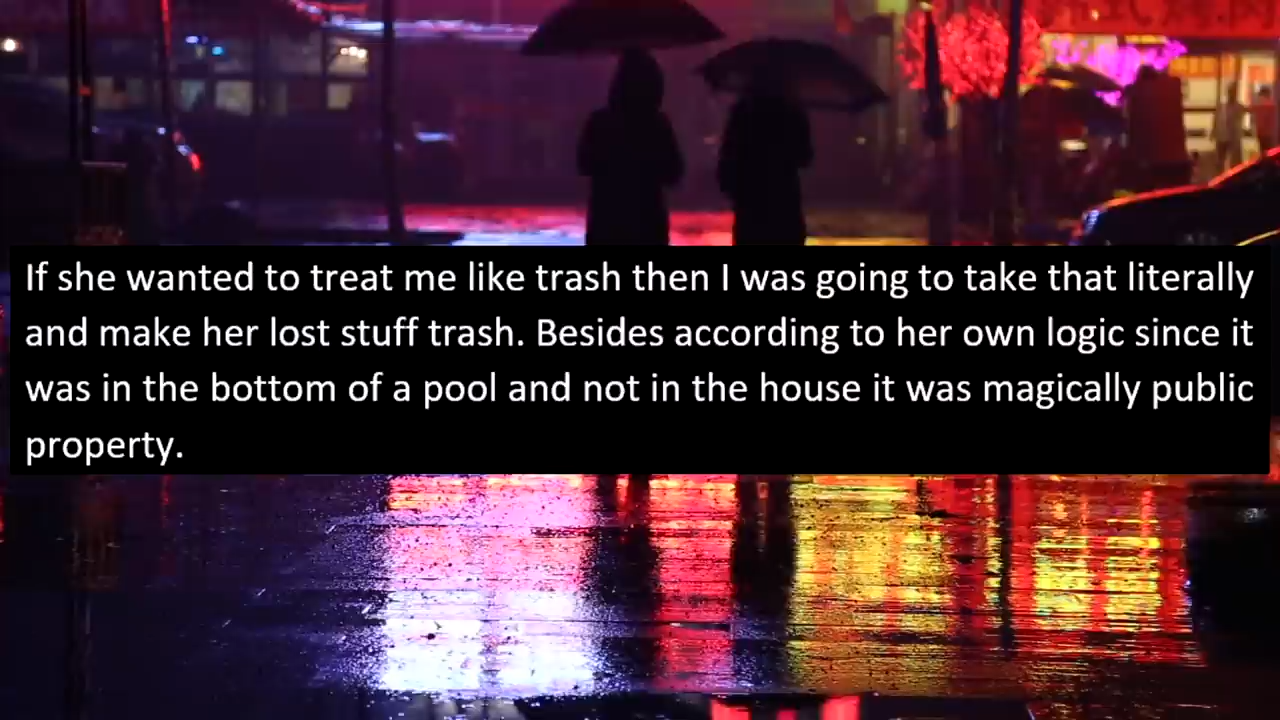 If she wanted to treat me like trash then I was going to take that literally
and make her lost stuff trash. Besides according to her own logic since it
was in the bottom of a pool and not in the house it was magically public
property.